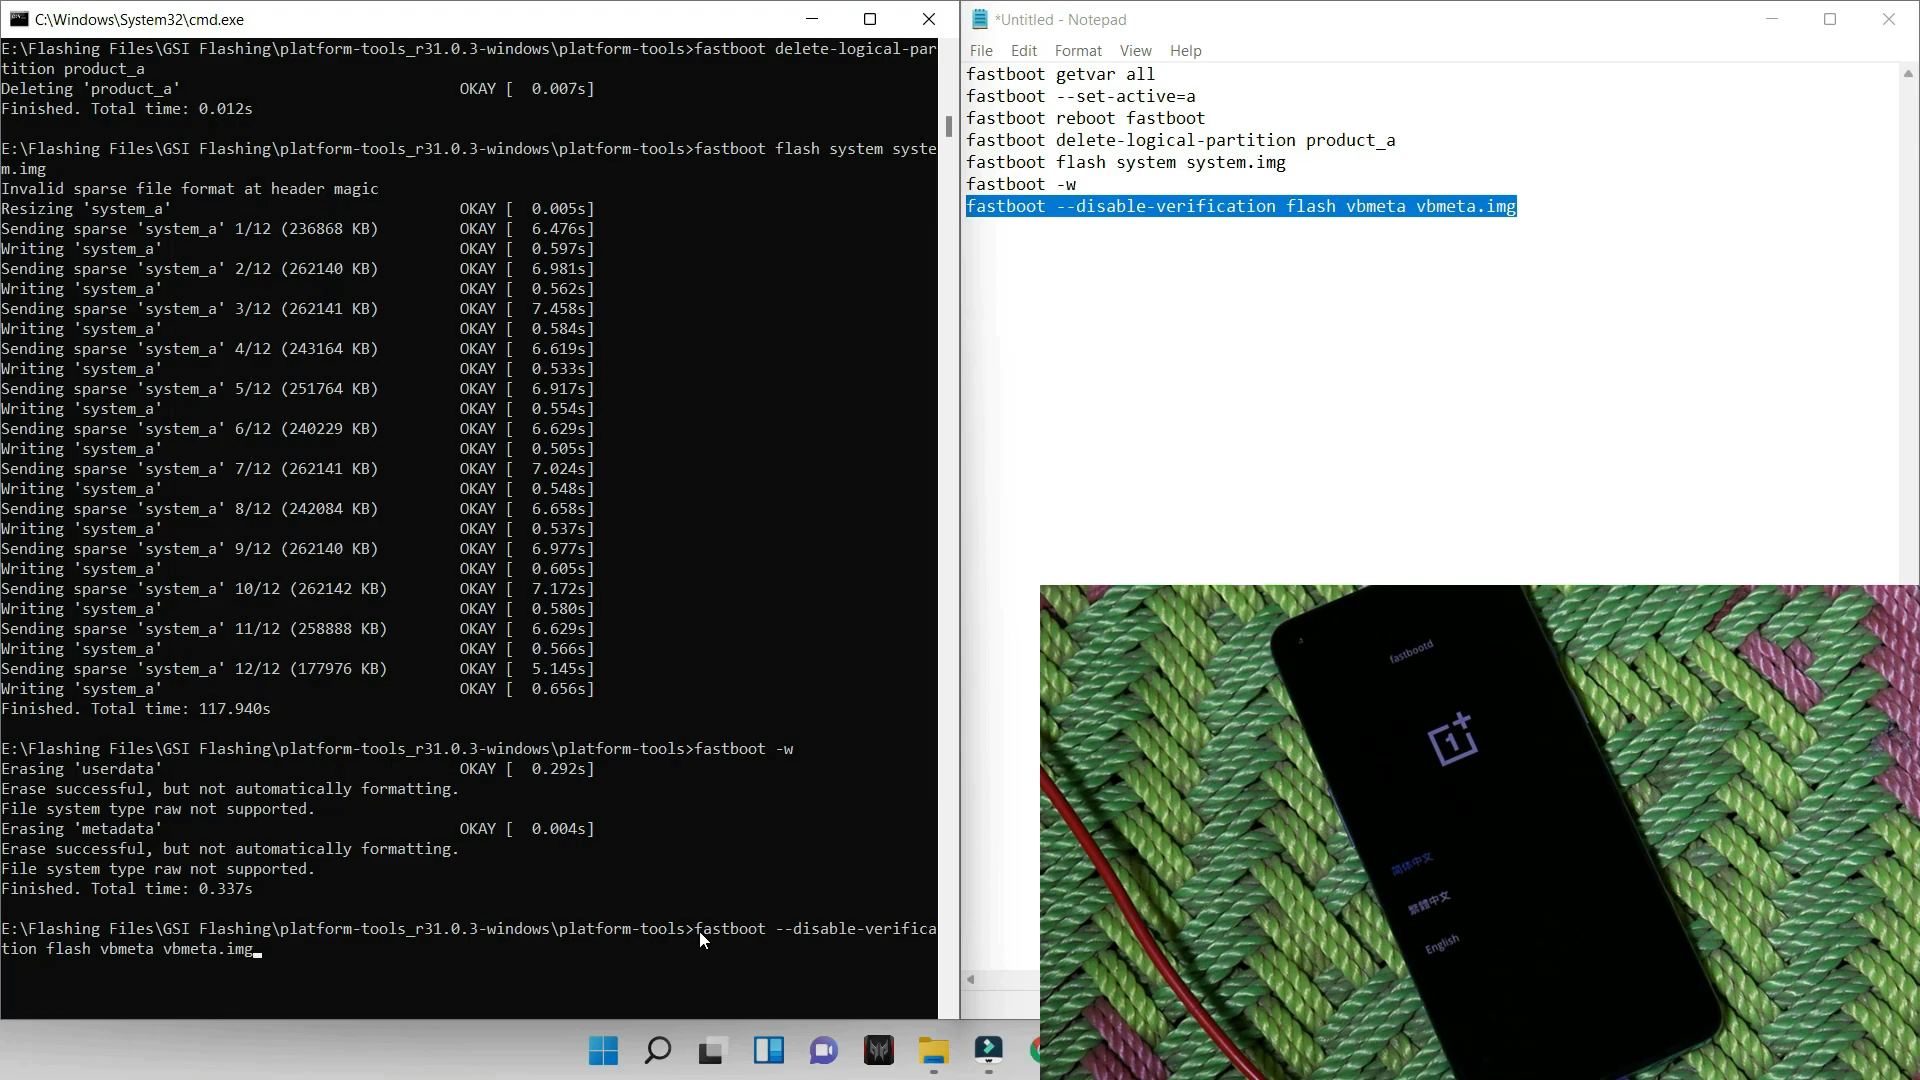 C:\Windows\System32\cmd.exe
E:\Flashing Files\GSI Flashing\platform-tools_r31.0.3-windows\platform-tools>fastboot delete-logical-par
tition product_a
Deleting 'product_a' OKAY [ 0.007s]
Finished. Total time: 0.012s
E:\Flashing Files\GSI Flashing\platform-tools_r31.0.3-windows\platform-tools>fastboot flash system syste
m.img
Invalid sparse file format at header magic
Resizing 'system_a' OKAY [ 0.005s]
Sending sparse 'system_a' 1/12 (236868 KB) OKAY [ 6.476s]
Writing 'system_a' OKAY [ 0.597s]
Sending sparse 'system_a' 2/12 (262140 KB) OKAY [ 6.981s]
Writing 'system_a' OKAY [ 0.562s]
Sending sparse 'system_a' 3/12 (262141 KB) OKAY [ 7.458s]
Writing 'system_a' OKAY [ 0.584s]
Sending sparse 'system_a' 4/12 (243164 KB) OKAY [ 6.619s]
Writing 'system_a' OKAY [ 0.533s]
Sending sparse 'system_a' 5/12 (251764 KB) OKAY [ 6.917s]
Writing 'system_a' OKAY [ 0.554s]
Sending sparse 'system_a' 6/12 (240229 KB) OKAY [ 6.629s]
Writing 'system_a' OKAY [ 0.505s]
Sending sparse 'system_a' 7/12 (262141 KB) OKAY [ 7.024s]
Writing 'system_a' OKAY [ 0.548s]
Sending sparse 'system_a' 8/12 (242084 KB) OKAY [ 6.658s]
Writing 'system_a' OKAY [ 0.537s]
Sending sparse 'system_a' 9/12 (262140 KB) OKAY [ 6.977s]
Writing 'system_a' OKAY [ 0.605s]
Sending sparse 'system_a' 10/12 (262142 KB) OKAY [ 7.172s]
Writing 'system_a' OKAY [ 0.580s]
Sending sparse 'system_a' 11/12 (258888 KB) OKAY [ 6.629s]
Writing 'system_a' OKAY [ 0.566s]
Sending sparse 'system_a' 12/12 (177976 KB) OKAY [ 5.145s]
Writing 'system_a' OKAY [ 0.656s]
Finished. Total time: 117.940s
E:\Flashing Files\GSI Flashing\platform-tools_r31.0.3-windows\platform-tools>fastboot -w
Erasing 'userdata' OKAY [ 0.292s]
Erase successful, but not automatically formatting.
File system type raw not supported.
Erasing 'metadata' OKAY [ 0.004s]
Erase successful, but not automatically formatting.
File system type raw not supported.
Finished. Total time: 0.337s
E:\Flashing Files\GSI Flashing\platform-tools_r31.0.3-windows\platform-tools>fastboot --disable-verifica
tion flash vbmeta vbmeta.img
*Untitled - Notepad
File Edit Format View Help
fastboot getvar all
fastboot --set-active=a
fastboot reboot fastboot
fastboot delete-logical-partition product_a
fastboot flash system system.img
fastboot -w
fastboot --disable-verification flash vbmeta vbmeta.img
fastbootd
1+
简体中文
繁體中文
English